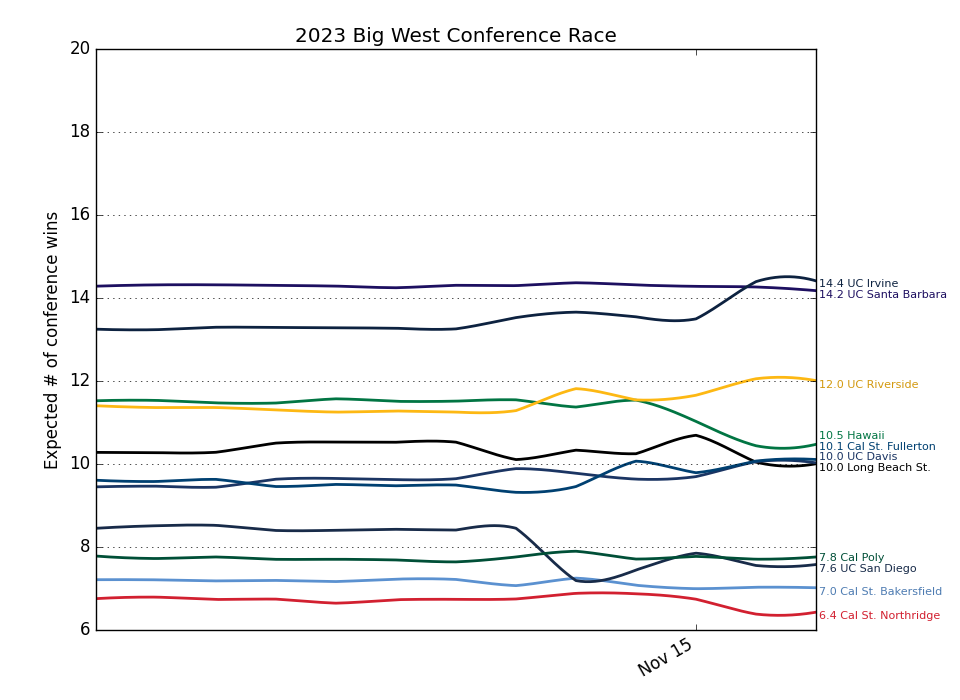 2023 Big West Conference Race
Expected # of conference wins
20
18
16
14
12
10
8
6
14.4 UC Irvine
14.2 UC Santa Barbara
12.0 UC Riverside
10.5 Hawaii
10.1 Cal St. Fullerton
10.0 UC Davis
10.0 Long Beach St.
7.8 Cal Poly
7.6 UC San Diego
7.0 Cal St. Bakersfield
6.4 Cal St. Northridge
Nov 15